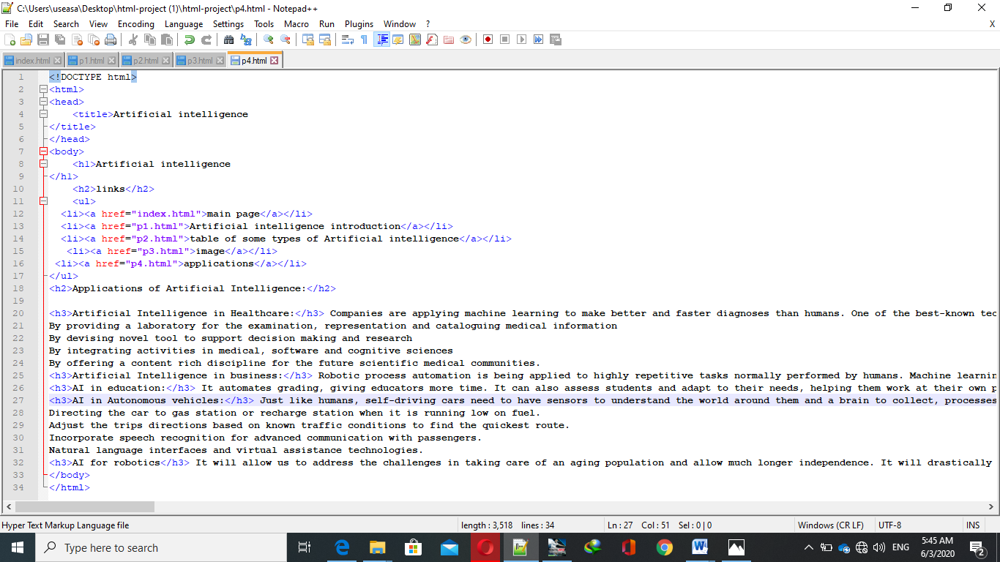 C:\Users\useasa\Desktop\html-project (1)\html-project\p4.html - Notepad++
File Edit Search View Encoding Language Settings Tools Macro Run Plugins Window ? X
index.html p1.html p2.html p3.html p4.html
1 <!DOCTYPE html>
2 <html>
3 <head>
4 <title>Artificial intelligence
5 </title>
6 </head>
7 <body>
8 <h1>Artificial intelligence
9 </h1>
10 <h2>links</h2>
11 <ul>
12 <li><a href="index.html">main page</a></li>
13 <li><a href="p1.html">Artificial intelligence introduction</a></li>
14 <li><a href="p2.html">table of some types of Artificial intelligence</a></li>
15 <li><a href="p3.html">image</a></li>
16 <li><a href="p4.html">applications</a></li>
17 </ul>
18 <h2>Applications of Artificial Intelligence:</h2>
19
20 <h3>Artificial Intelligence in Healthcare:</h3> Companies are applying machine learning to make better and faster diagnoses than humans. One of the best-known tec
21 By providing a laboratory for the examination, representation and cataloguing medical information
22 By devising novel tool to support decision making and research
23 By integrating activities in medical, software and cognitive sciences
24 By offering a content rich discipline for the future scientific medical communities.
25 <h3>Artificial Intelligence in business:</h3> Robotic process automation is being applied to highly repetitive tasks normally performed by humans. Machine learnin
26 <h3>AI in education:</h3> It automates grading, giving educators more time. It can also assess students and adapt to their needs, helping them work at their own p
27 <h3>AI in Autonomous vehicles:</h3> Just like humans, self-driving cars need to have sensors to understand the world around them and a brain to collect, processes
28 Directing the car to gas station or recharge station when it is running low on fuel.
29 Adjust the trips directions based on known traffic conditions to find the quickest route.
30 Incorporate speech recognition for advanced communication with passengers.
31 Natural language interfaces and virtual assistance technologies.
32 <h3>AI for robotics</h3> It will allow us to address the challenges in taking care of an aging population and allow much longer independence. It will drastically
33 </body>
34 </html>
Hyper Text Markup Language file length : 3,518 lines : 34 Ln : 27 Col : 51 Sel : 0 | 0 Windows (CR LF) UTF-8 INS
Type here to search ENG 5:45 AM
6/3/2020 2